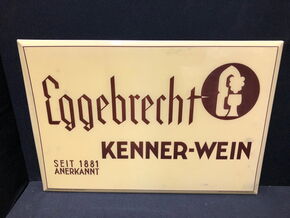 Eggebrecht
KENNER-WEIN
SEIT 1881
ANERKANNT